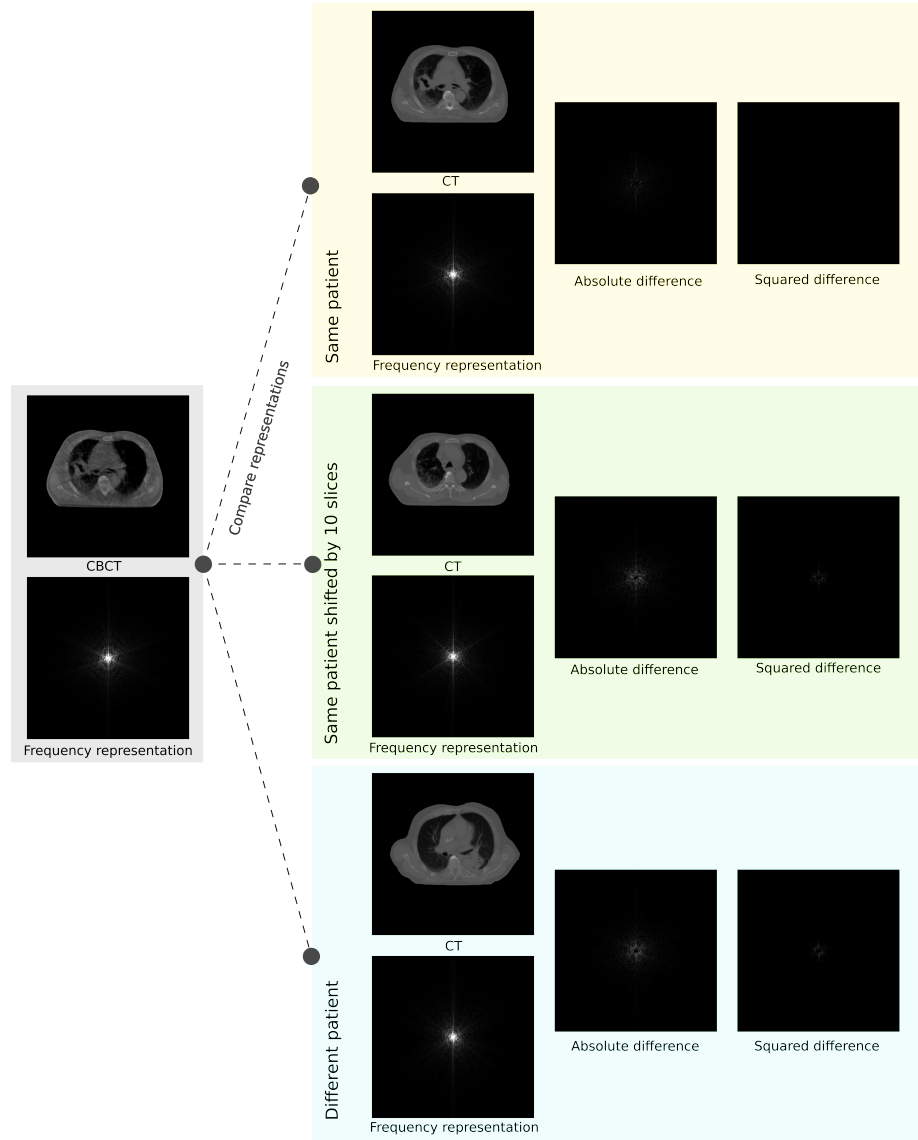 CBCT
Frequency representation
Compare representations
Same patient
CT
Frequency representation
Absolute difference
Squared difference
Same patient shifted by 10 slices
CT
Frequency representation
Absolute difference
Squared difference
Different patient
CT
Frequency representation
Absolute difference
Squared difference